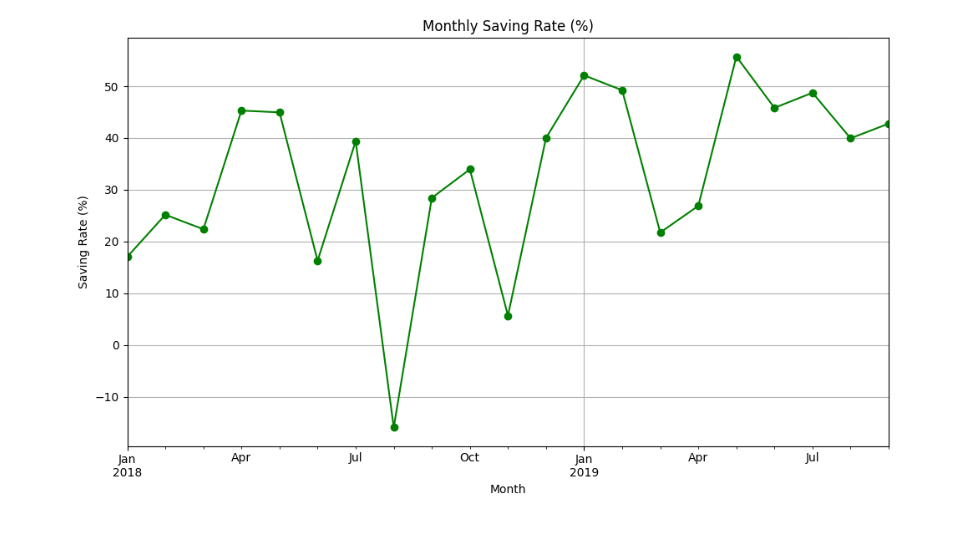 Monthly Saving Rate (%)
Saving Rate (%)
50
40
30
20
10
0
−10
Jan Apr Jul Oct Jan Apr Jul
2018 2019
Month